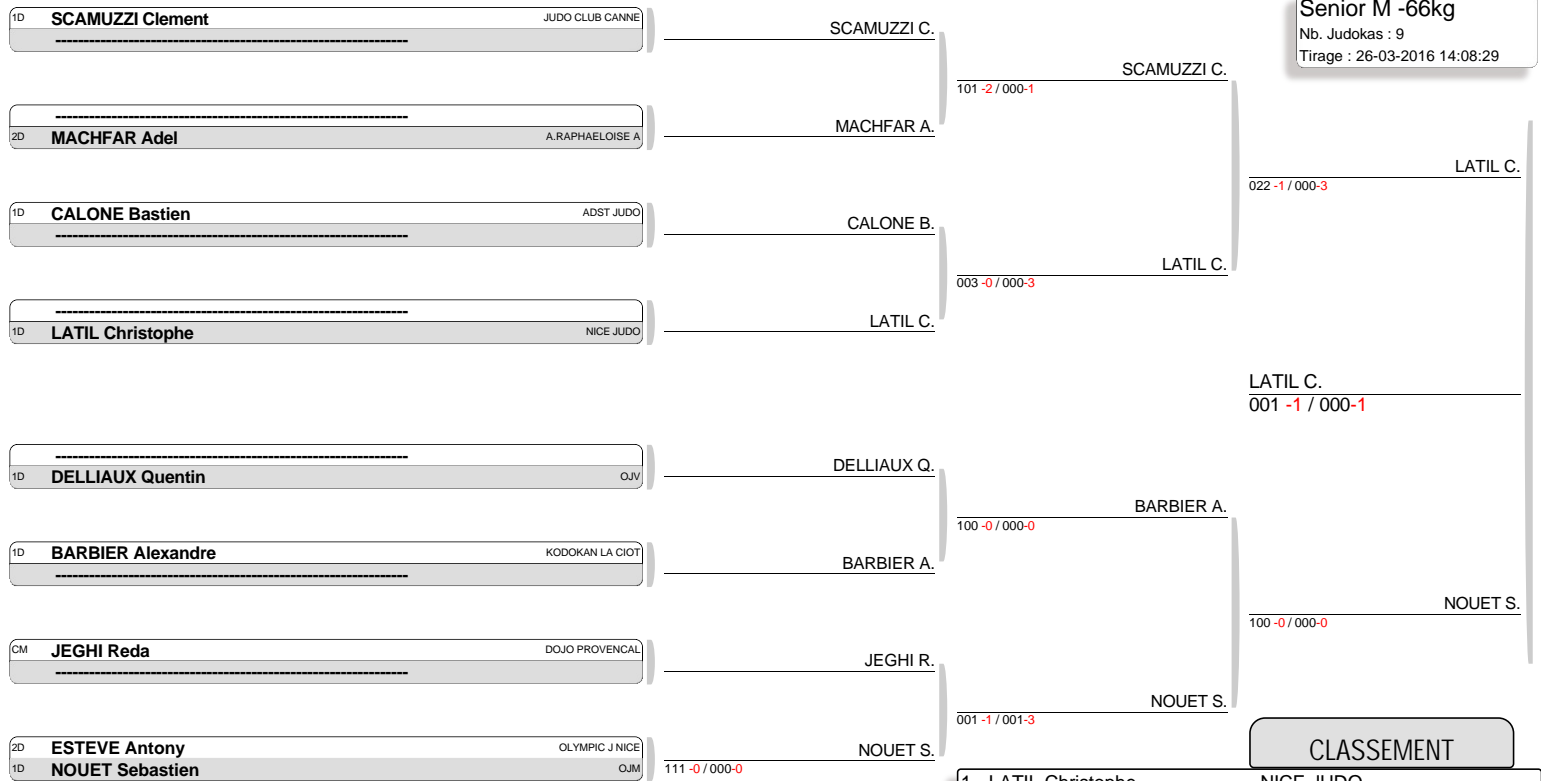 Senior M -66kg
Nb. Judokas : 9
Tirage : 26-03-2016 14:08:29
1D SCAMUZZI Clement JUDO CLUB CANNE
--------------------------------------------------------------
--------------------------------------------------------------
2D MACHFAR Adel A.RAPHAELOISE A
1D CALONE Bastien ADST JUDO
--------------------------------------------------------------
--------------------------------------------------------------
1D LATIL Christophe NICE JUDO
--------------------------------------------------------------
1D DELLIAUX Quentin OJV
1D BARBIER Alexandre KODOKAN LA CIOT
--------------------------------------------------------------
CM JEGHI Reda DOJO PROVENCAL
--------------------------------------------------------------
2D ESTEVE Antony OLYMPIC J NICE
1D NOUET Sebastien OJM
SCAMUZZI C.
MACHFAR A.
CALONE B.
LATIL C.
DELLIAUX Q.
BARBIER A.
JEGHI R.
NOUET S.
111 -0 / 000-0
SCAMUZZI C.
101 -2 / 000-1
LATIL C.
003 -0 / 000-3
BARBIER A.
100 -0 / 000-0
NOUET S.
001 -1 / 001-3
LATIL C.
022 -1 / 000-3
LATIL C.
001 -1 / 000-1
NOUET S.
100 -0 / 000-0
CLASSEMENT
1 LATIL Christophe NICE JUDO